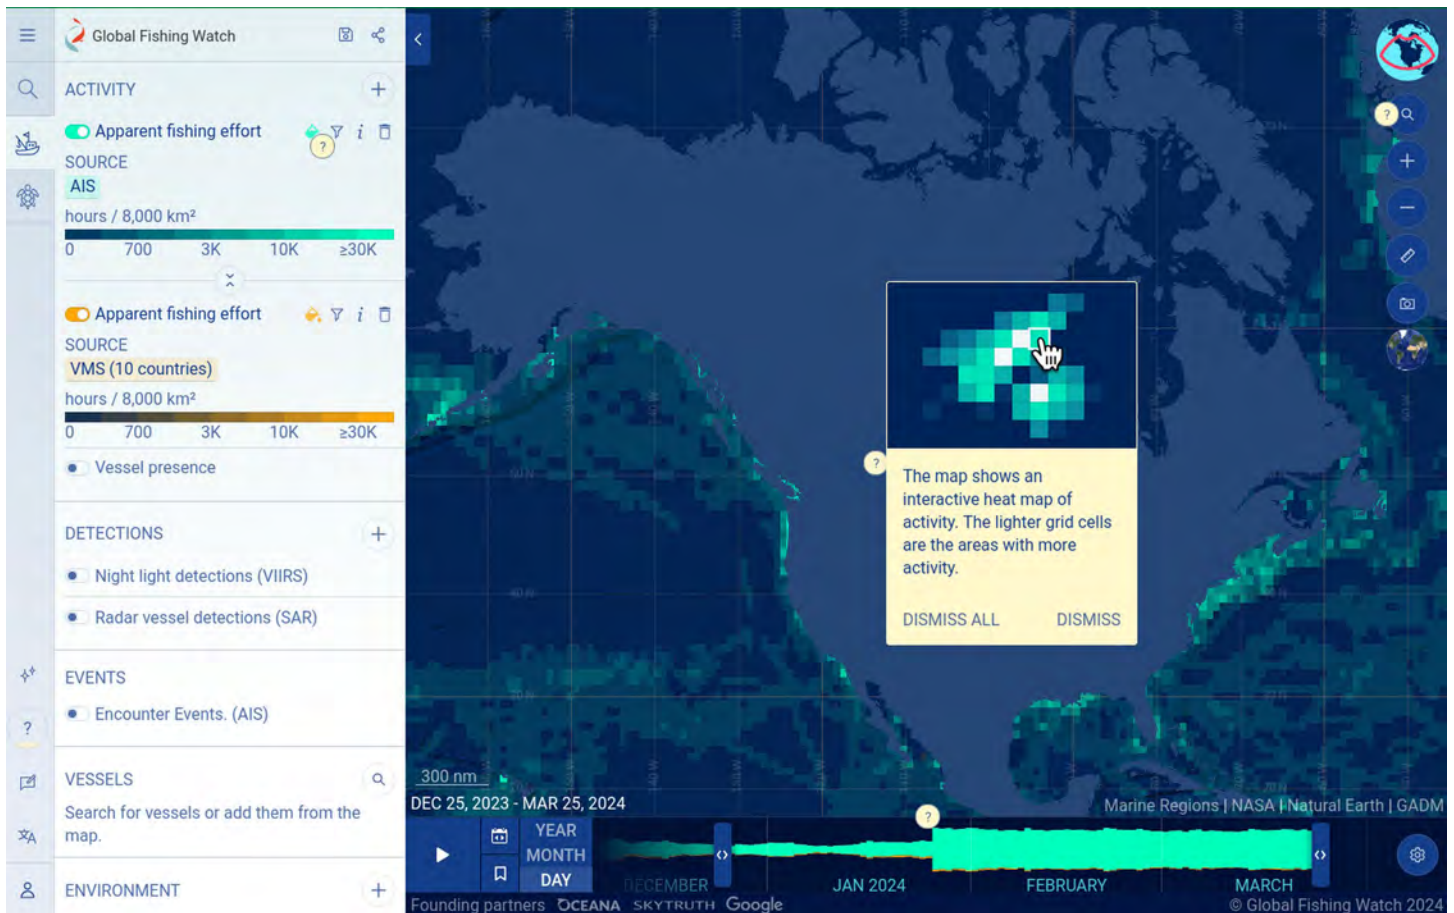 Global Fishing Watch
ACTIVITY
Apparent fishing effort
?
SOURCE
AIS
hours / 8,000 km²
0 700 3K 10K ≥30K
Apparent fishing effort
SOURCE
VMS (10 countries)
hours / 8,000 km²
0 700 3K 10K ≥30K
Vessel presence
DETECTIONS
Night light detections (VIIRS)
Radar vessel detections (SAR)
EVENTS
Encounter Events. (AIS)
?
VESSELS
Search for vessels or add them from the
map.
ENVIRONMENT
?
?
The map shows an
interactive heat map of
activity. The lighter grid cells
are the areas with more
activity.
DISMISS ALL DISMISS
300 nm
DEC 25, 2023 - MAR 25, 2024
Marine Regions | NASA | Natural Earth | GADM
?
YEAR
MONTH
DAY
DECEMBER JAN 2024 FEBRUARY MARCH
Founding partners OCEANA SKYTRUTH Google
© Global Fishing Watch 2024